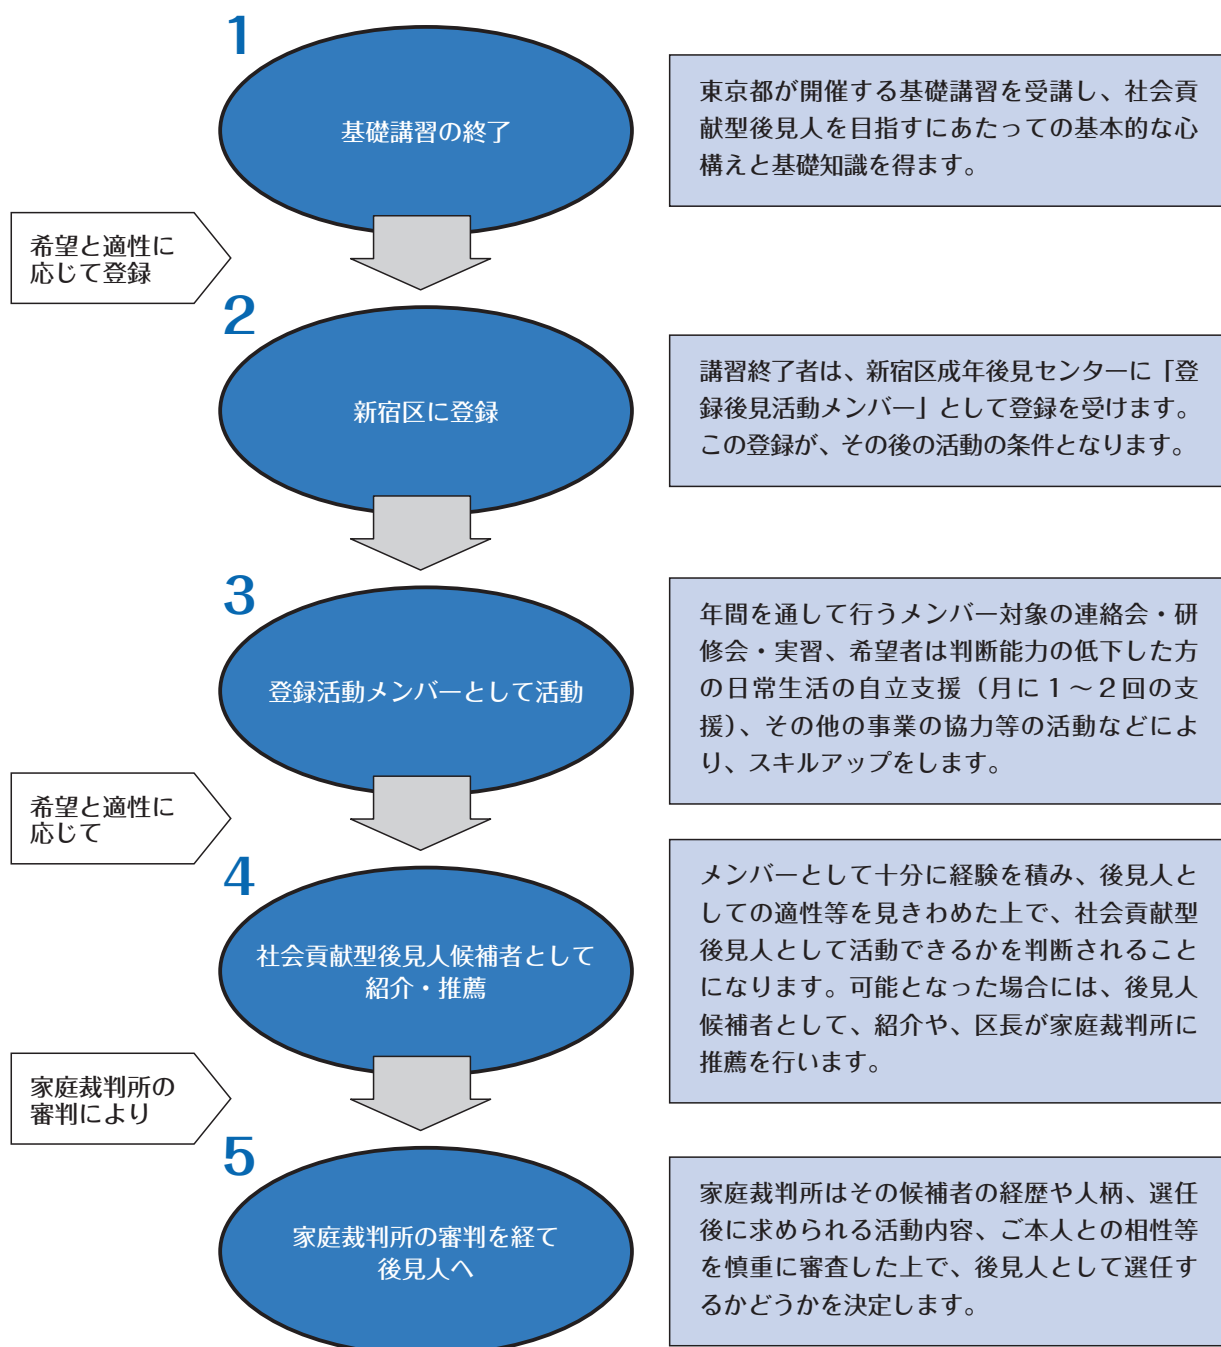 1
基礎講習の終了
東京都が開催する基礎講習を受講し、社会貢
献型後見人を目指すにあたっての基本的な心
構えと基礎知識を得ます。
希望と適性に
応じて登録
2
新宿区に登録
講習終了者は、新宿区成年後見センターに「登
録後見活動メンバー」として登録を受けます。
この登録が、その後の活動の条件となります。
3
登録活動メンバーとして活動
年間を通して行うメンバー対象の連絡会・研
修会・実習、希望者は判断能力の低下した方
の日常生活の自立支援（月に１～２回の支
援）、その他の事業の協力等の活動などによ
り、スキルアップをします。
希望と適性に
応じて
4
社会貢献型後見人候補者として
紹介・推薦
メンバーとして十分に経験を積み、後見人と
しての適性等を見きわめた上で、社会貢献型
後見人として活動できるかを判断されること
になります。可能となった場合には、後見人
候補者として、紹介や、区長が家庭裁判所に
推薦を行います。
家庭裁判所の
審判により
5
家庭裁判所の審判を経て
後見人へ
家庭裁判所はその候補者の経歴や人柄、選任
後に求められる活動内容、ご本人との相性等
を慎重に審査した上で、後見人として選任す
るかどうかを決定します。